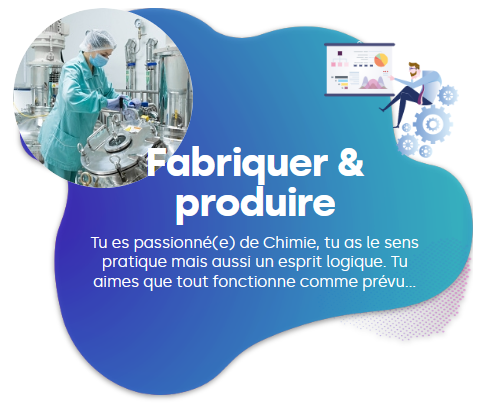 Fabriquer &
produire
Tu es passionné(e) de Chimie, tu as le sens
pratique mais aussi un esprit logique. Tu
aimes que tout fonctionne comme prévu...